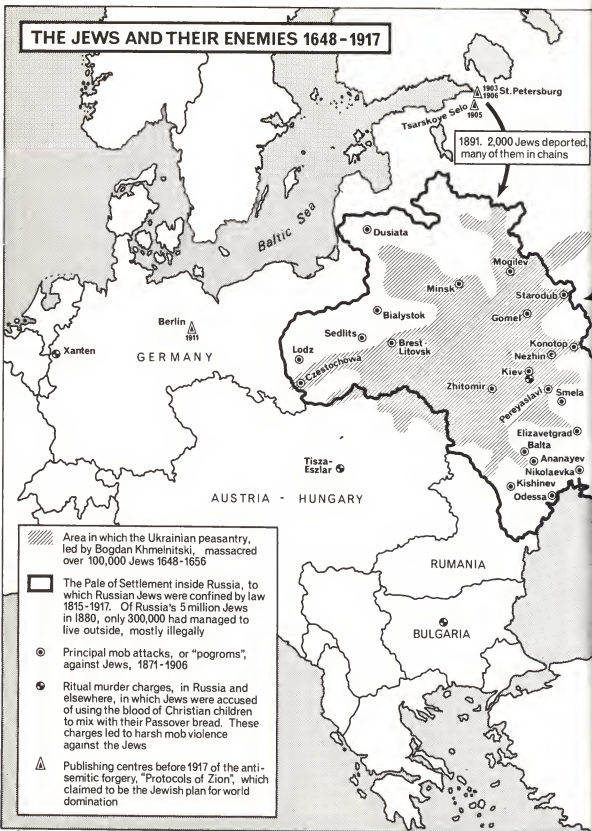 THE JEWS AND THEIR ENEMIES 1648-1917
1903
1906
St. Petersburg
Tsarskoye Selo
1905
1891. 2,000 Jews deported,
many of them in chains
Baltic Sea
Dusiata
Mogilev
Minsk
Starodub
Bialystok
Gomel
Berlin
1911
Sedlits
Brest-
Litovsk
Konotop
Xanten
GERMANY
Lodz
Nezhin
Czestochowa
Kiev
Zhitomir
Pereyaslavl
Smela
Elizavetgrad
Balta
Tisza-
Eszlar
Ananayev
Nikolaevka
AUSTRIA - HUNGARY
Kishinev
Odessa
RUMANIA
BULGARIA
Area in which the Ukrainian peasantry,
led by Bogdan Khmelnitski, massacred
over 100,000 Jews 1648-1656
The Pale of Settlement inside Russia, to
which Russian Jews were confined by law
1815-1917. Of Russia's 5 million Jews
in 1880, only 300,000 had managed to
live outside, mostly illegally
Principal mob attacks, or "pogroms",
against Jews, 1871-1906
Ritual murder charges, in Russia and
elsewhere, in which Jews were accused
of using the blood of Christian children
to mix with their Passover bread. These
charges led to harsh mob violence
against the Jews
Publishing centres before 1917 of the anti-
semitic forgery, "Protocols of Zion", which
claimed to be the Jewish plan for world
domination